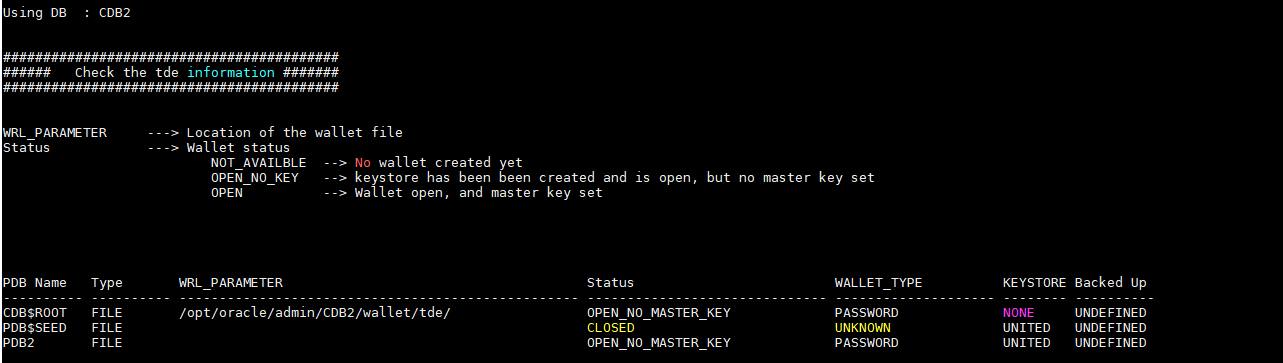 Using DB  : CDB2
##########################################
######   Check the tde information #######
##########################################
WRL_PARAMETER     ---> Location of the wallet file
Status            ---> Wallet status
NOT_AVAILBLE  --> No wallet created yet
OPEN_NO_KEY   --> keystore has been been created and is open, but no master key set
OPEN          --> Wallet open, and master key set
PDB Name   Type       WRL_PARAMETER                                      Status                         WALLET_TYPE          KEYSTORE Backed Up
---------- ---------- -------------------------------------------------- ------------------------------ -------------------- -------- ----------
CDB$ROOT   FILE       /opt/oracle/admin/CDB2/wallet/tde/                 OPEN_NO_MASTER_KEY             PASSWORD             NONE     UNDEFINED
PDB$SEED   FILE                                                          CLOSED                         UNKNOWN              UNITED   UNDEFINED
PDB2       FILE                                                          OPEN_NO_MASTER_KEY             PASSWORD             UNITED   UNDEFINED